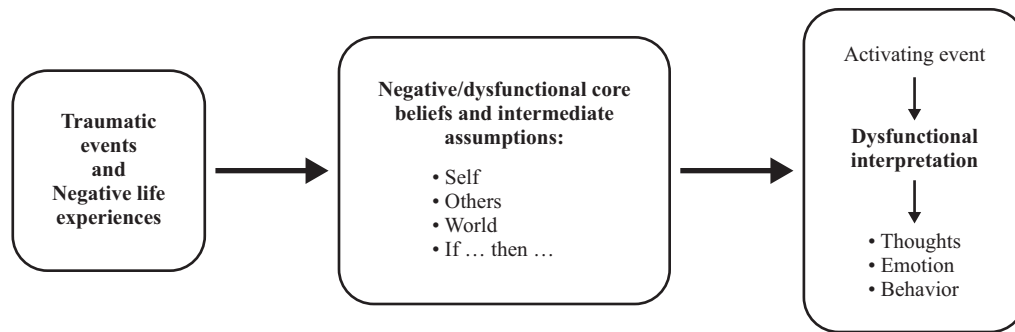 Traumatic
events
and
Negative life
experiences
Negative/dysfunctional core
beliefs and intermediate
assumptions:
• Self
• Others
• World
• If … then …
Activating event
Dysfunctional
interpretation
• Thoughts
• Emotion
• Behavior